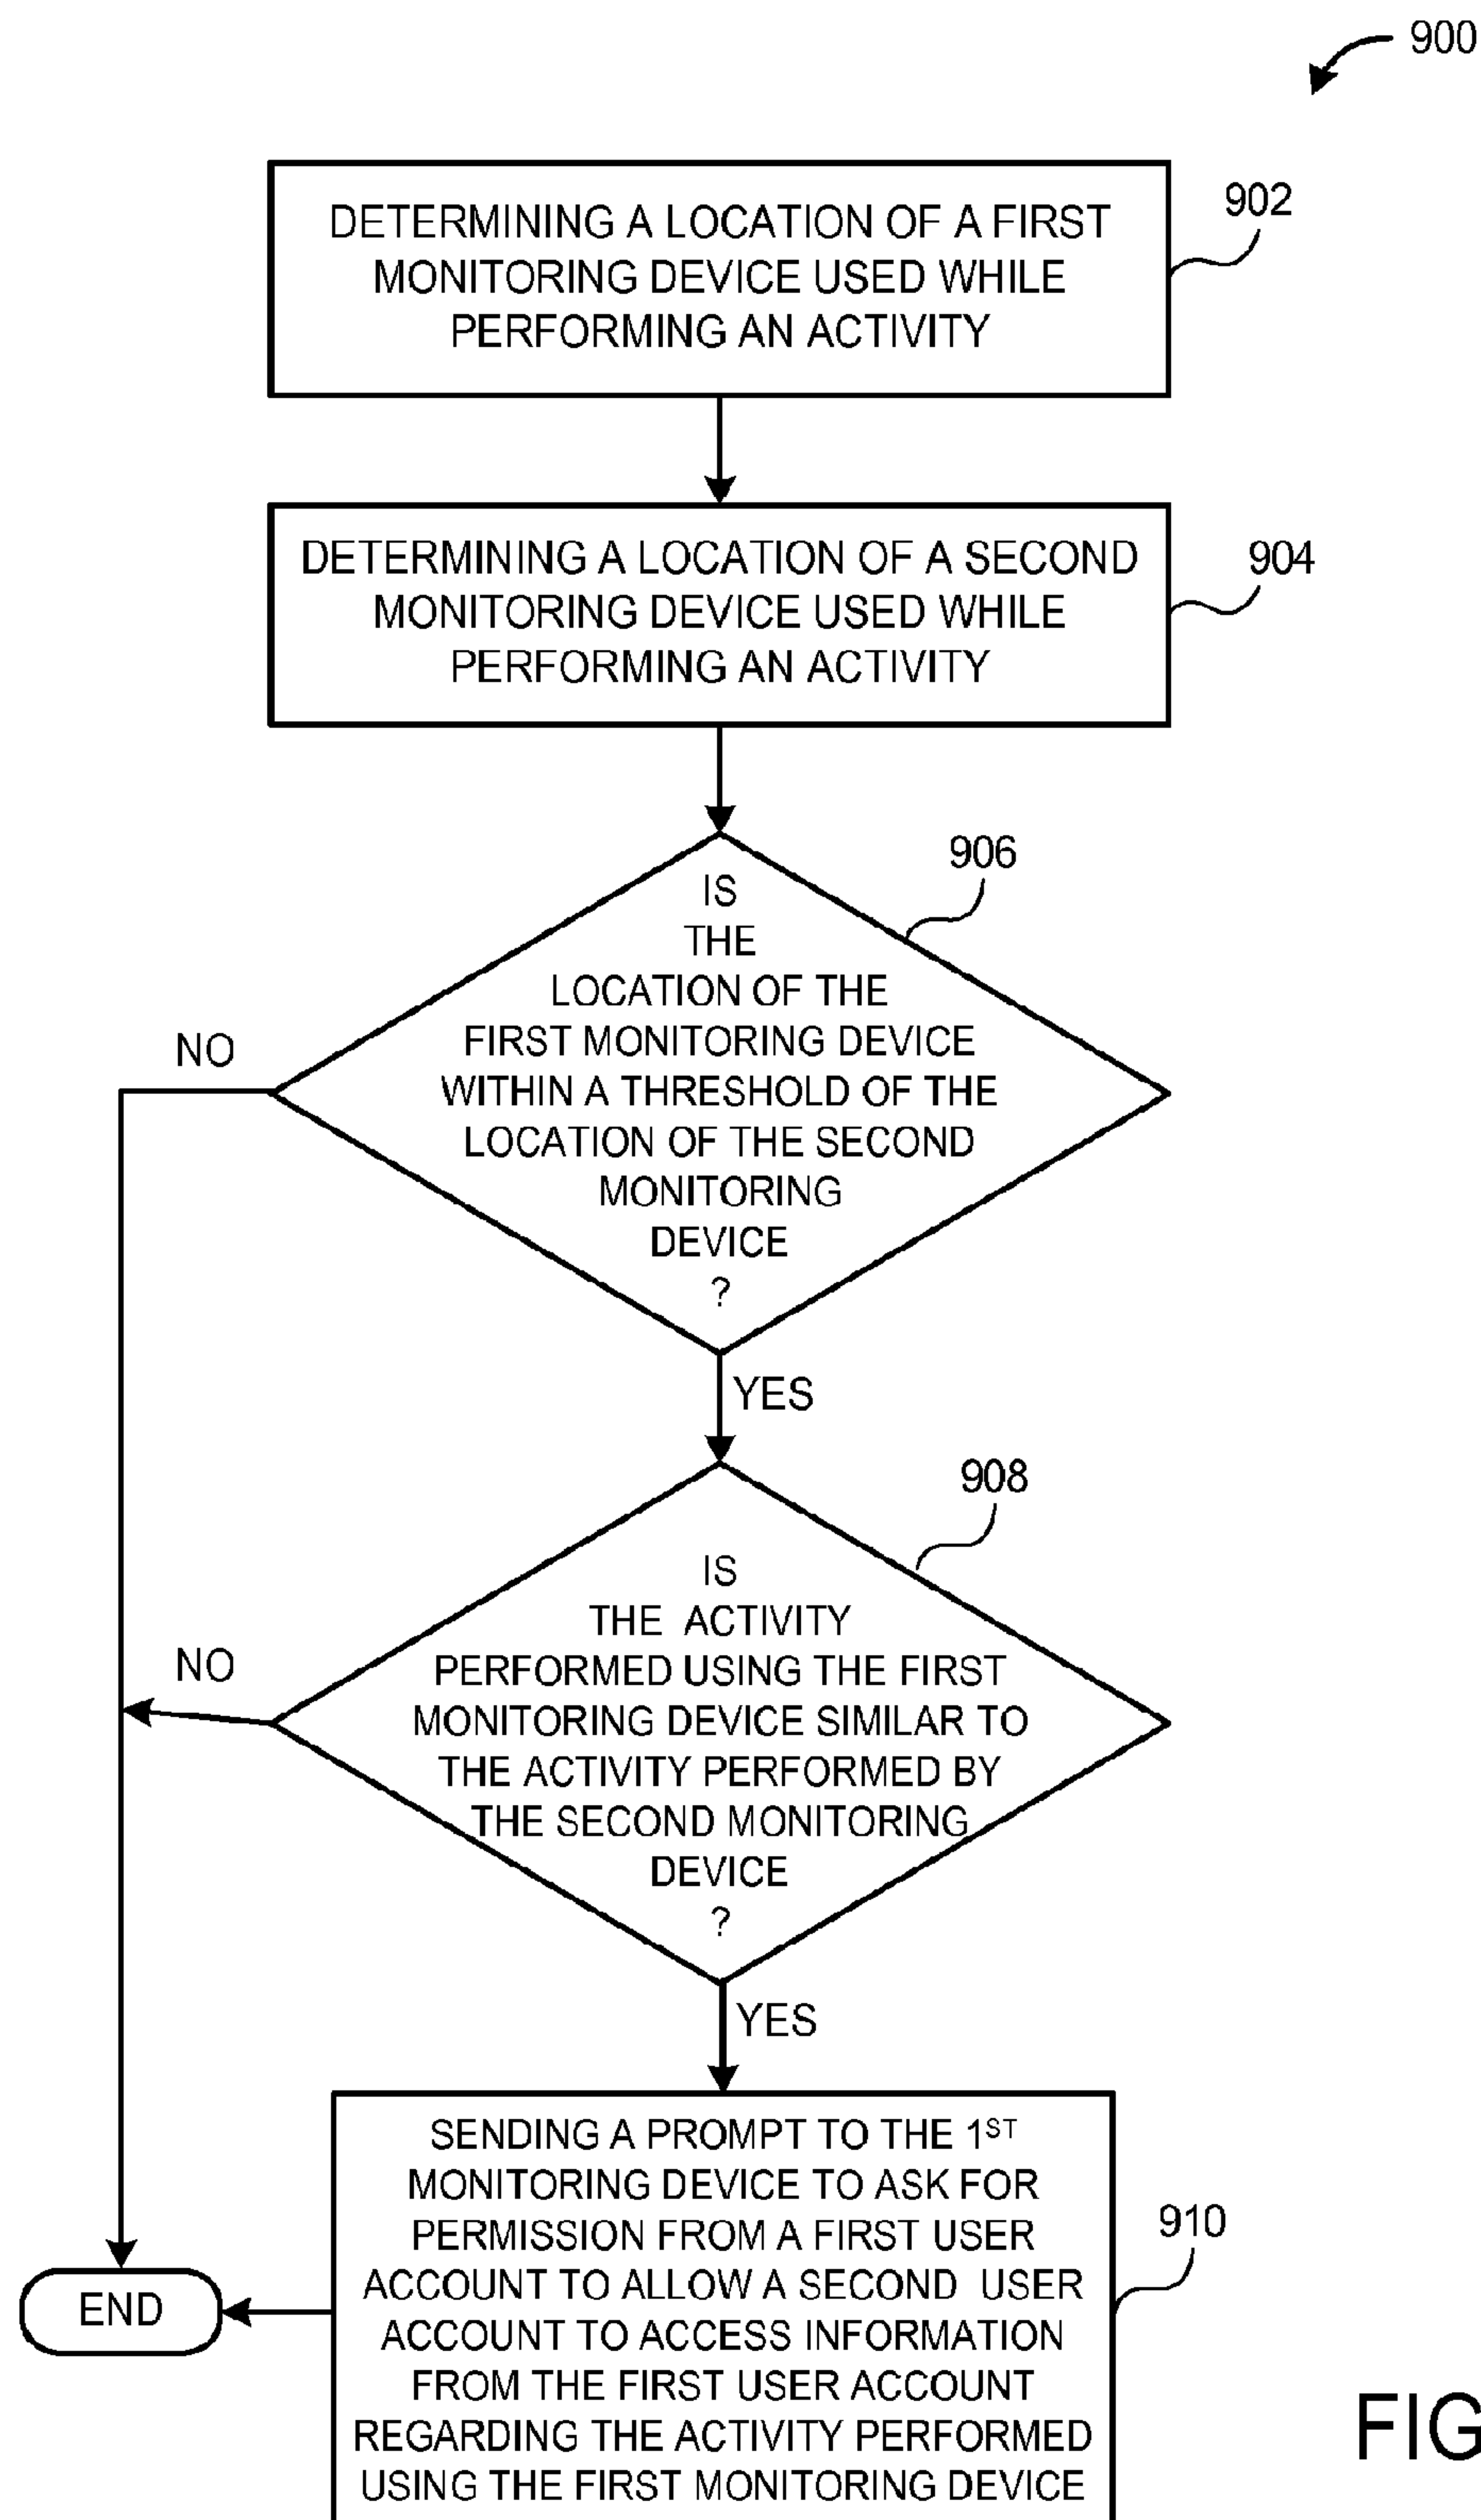 900
DETERMINING A LOCATION OF A FIRST
MONITORING DEVICE USED WHILE
PERFORMING AN ACTIVITY
902
DETERMINING A LOCATION OF A SECOND
MONITORING DEVICE USED WHILE
PERFORMING AN ACTIVITY
904
906
IS
THE
LOCATION OF THE
FIRST MONITORING DEVICE
WITHIN A THRESHOLD OF THE
LOCATION OF THE SECOND
MONITORING
DEVICE
?
NO
YES
908
IS
THE ACTIVITY
PERFORMED USING THE FIRST
MONITORING DEVICE SIMILAR TO
THE ACTIVITY PERFORMED BY
THE SECOND MONITORING
DEVICE
?
NO
YES
SENDING A PROMPT TO THE 1ST
MONITORING DEVICE TO ASK FOR
PERMISSION FROM A FIRST USER
ACCOUNT TO ALLOW A SECOND USER
ACCOUNT TO ACCESS INFORMATION
FROM THE FIRST USER ACCOUNT
REGARDING THE ACTIVITY PERFORMED
USING THE FIRST MONITORING DEVICE
910
END
FIG